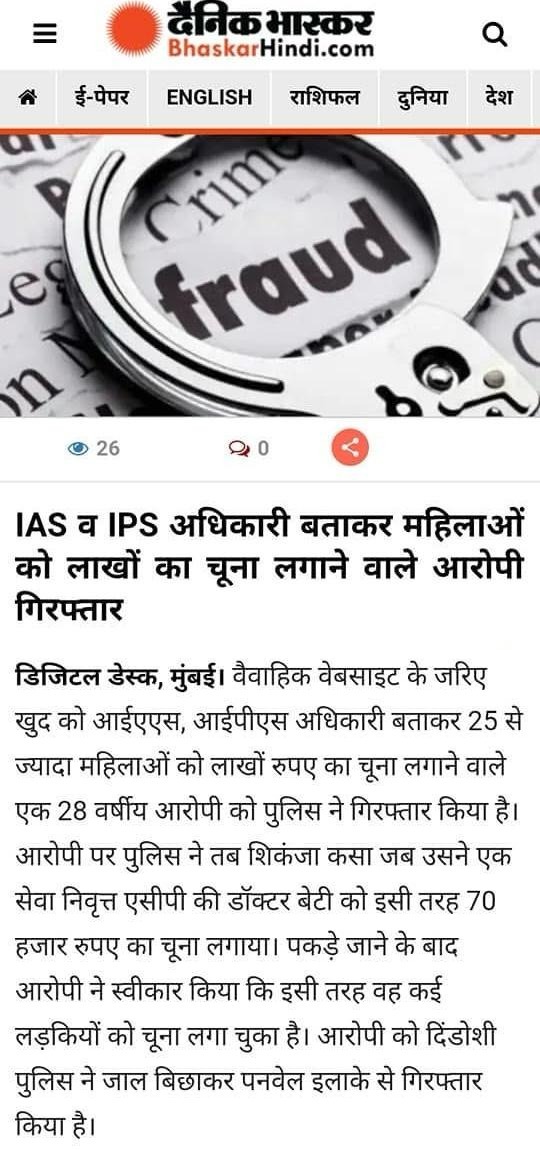 दैनिक भास्कर
BhaskarHindi.com
ई-पेपर ENGLISH राशिफल दुनिया देश
Crime
fraud
26 0
IAS व IPS अधिकारी बताकर महिलाओं
को लाखों का चूना लगाने वाले आरोपी
गिरफ्तार
डिजिटल डेस्क, मुंबई। वैवाहिक वेबसाइट के जरिए
खुद को आईएएस, आईपीएस अधिकारी बताकर 25 से
ज्यादा महिलाओं को लाखों रुपए का चूना लगाने वाले
एक 28 वर्षीय आरोपी को पुलिस ने गिरफ्तार किया है।
आरोपी पर पुलिस ने तब शिकंजा कसा जब उसने एक
सेवा निवृत्त एसीपी की डॉक्टर बेटी को इसी तरह 70
हजार रुपए का चूना लगाया। पकड़े जाने के बाद
आरोपी ने स्वीकार किया कि इसी तरह वह कई
लड़कियों को चूना लगा चुका है। आरोपी को दिंडोशी
पुलिस ने जाल बिछाकर पनवेल इलाके से गिरफ्तार
किया है।